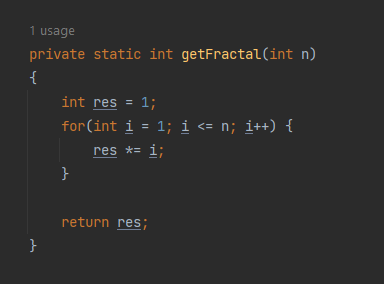 1 usage
private static int getFractal(int n)
{
    int res = 1;
    for(int i = 1; i <= n; i++) {
        res *= i;
    }

    return res;
}